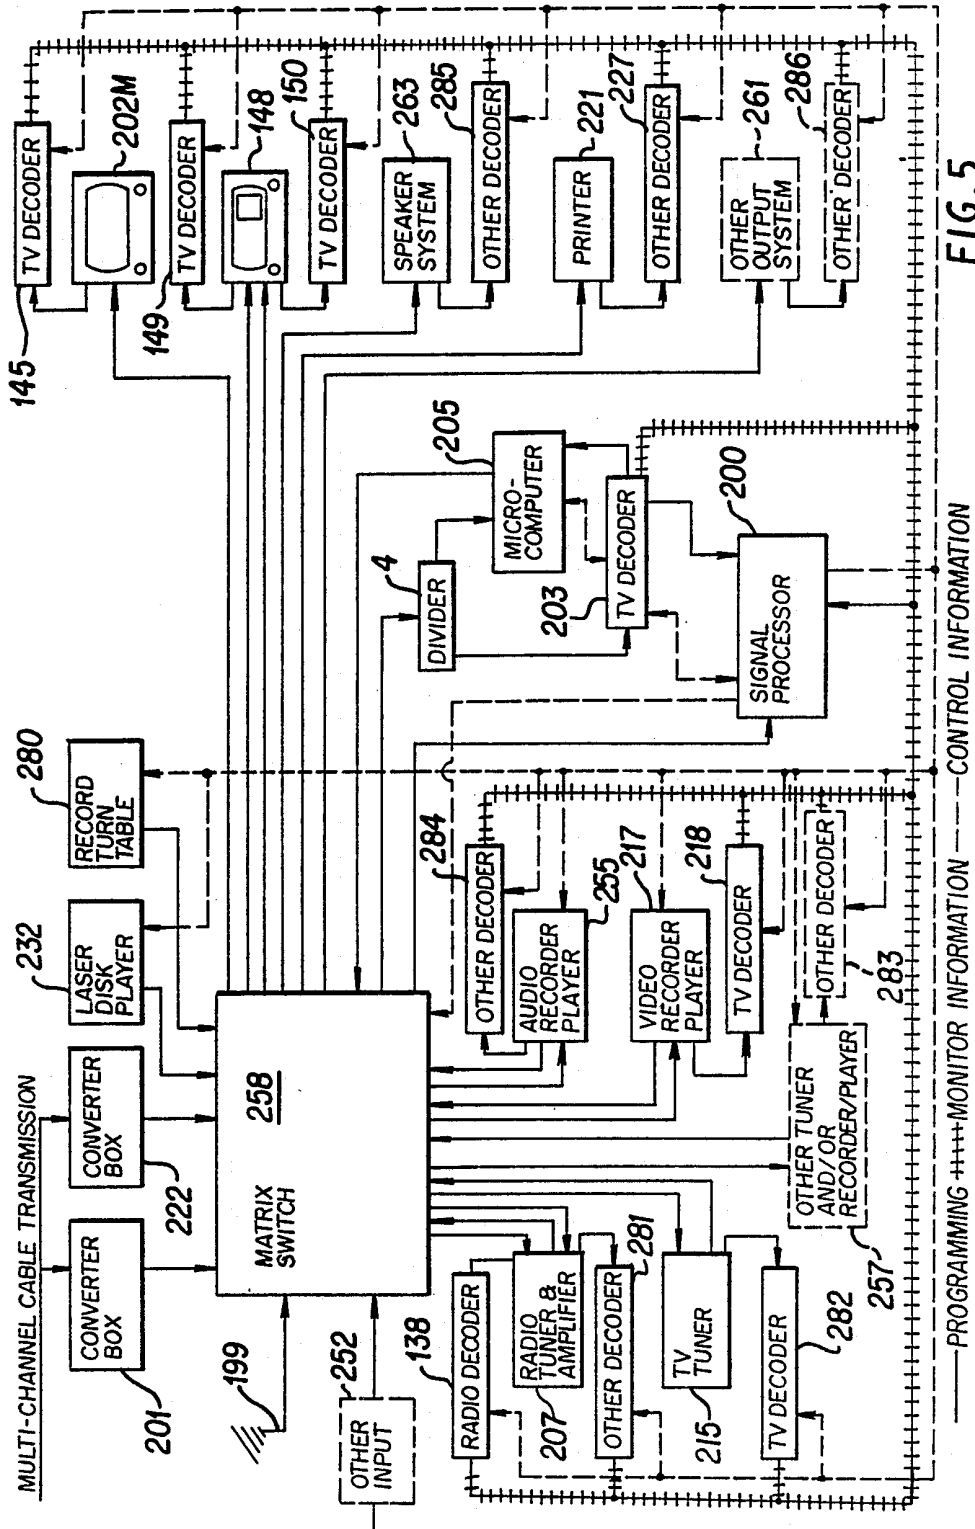 MULTI-CHANNEL CABLE TRANSMISSION
201
CONVERTER
BOX
222
CONVERTER
BOX
232
LASER
DISK
PLAYER
280
RECORD
TURN
TABLE
199
252
OTHER
INPUT
MATRIX
SWITCH
258
4
DIVIDER
205
MICRO-
COMPUTER
203
TV DECODER
200
SIGNAL
PROCESSOR
145
TV DECODER
202M
149
TV DECODER
148
150
TV DECODER
263
SPEAKER
SYSTEM
285
OTHER DECODER
221
PRINTER
227
OTHER DECODER
261
OTHER
OUTPUT
SYSTEM
286
OTHER DECODER
138
RADIO DECODER
207
RADIO
TUNER &
AMPLIFIER
281
OTHER DECODER
215
TV
TUNER
282
TV DECODER
284
OTHER DECODER
255
AUDIO
RECORDER
PLAYER
217
VIDEO
RECORDER
PLAYER
218
TV DECODER
257
OTHER TUNER
AND/OR
RECORDER/PLAYER
283
OTHER DECODER
PROGRAMMING MONITOR INFORMATION CONTROL INFORMATION
FIG. 5